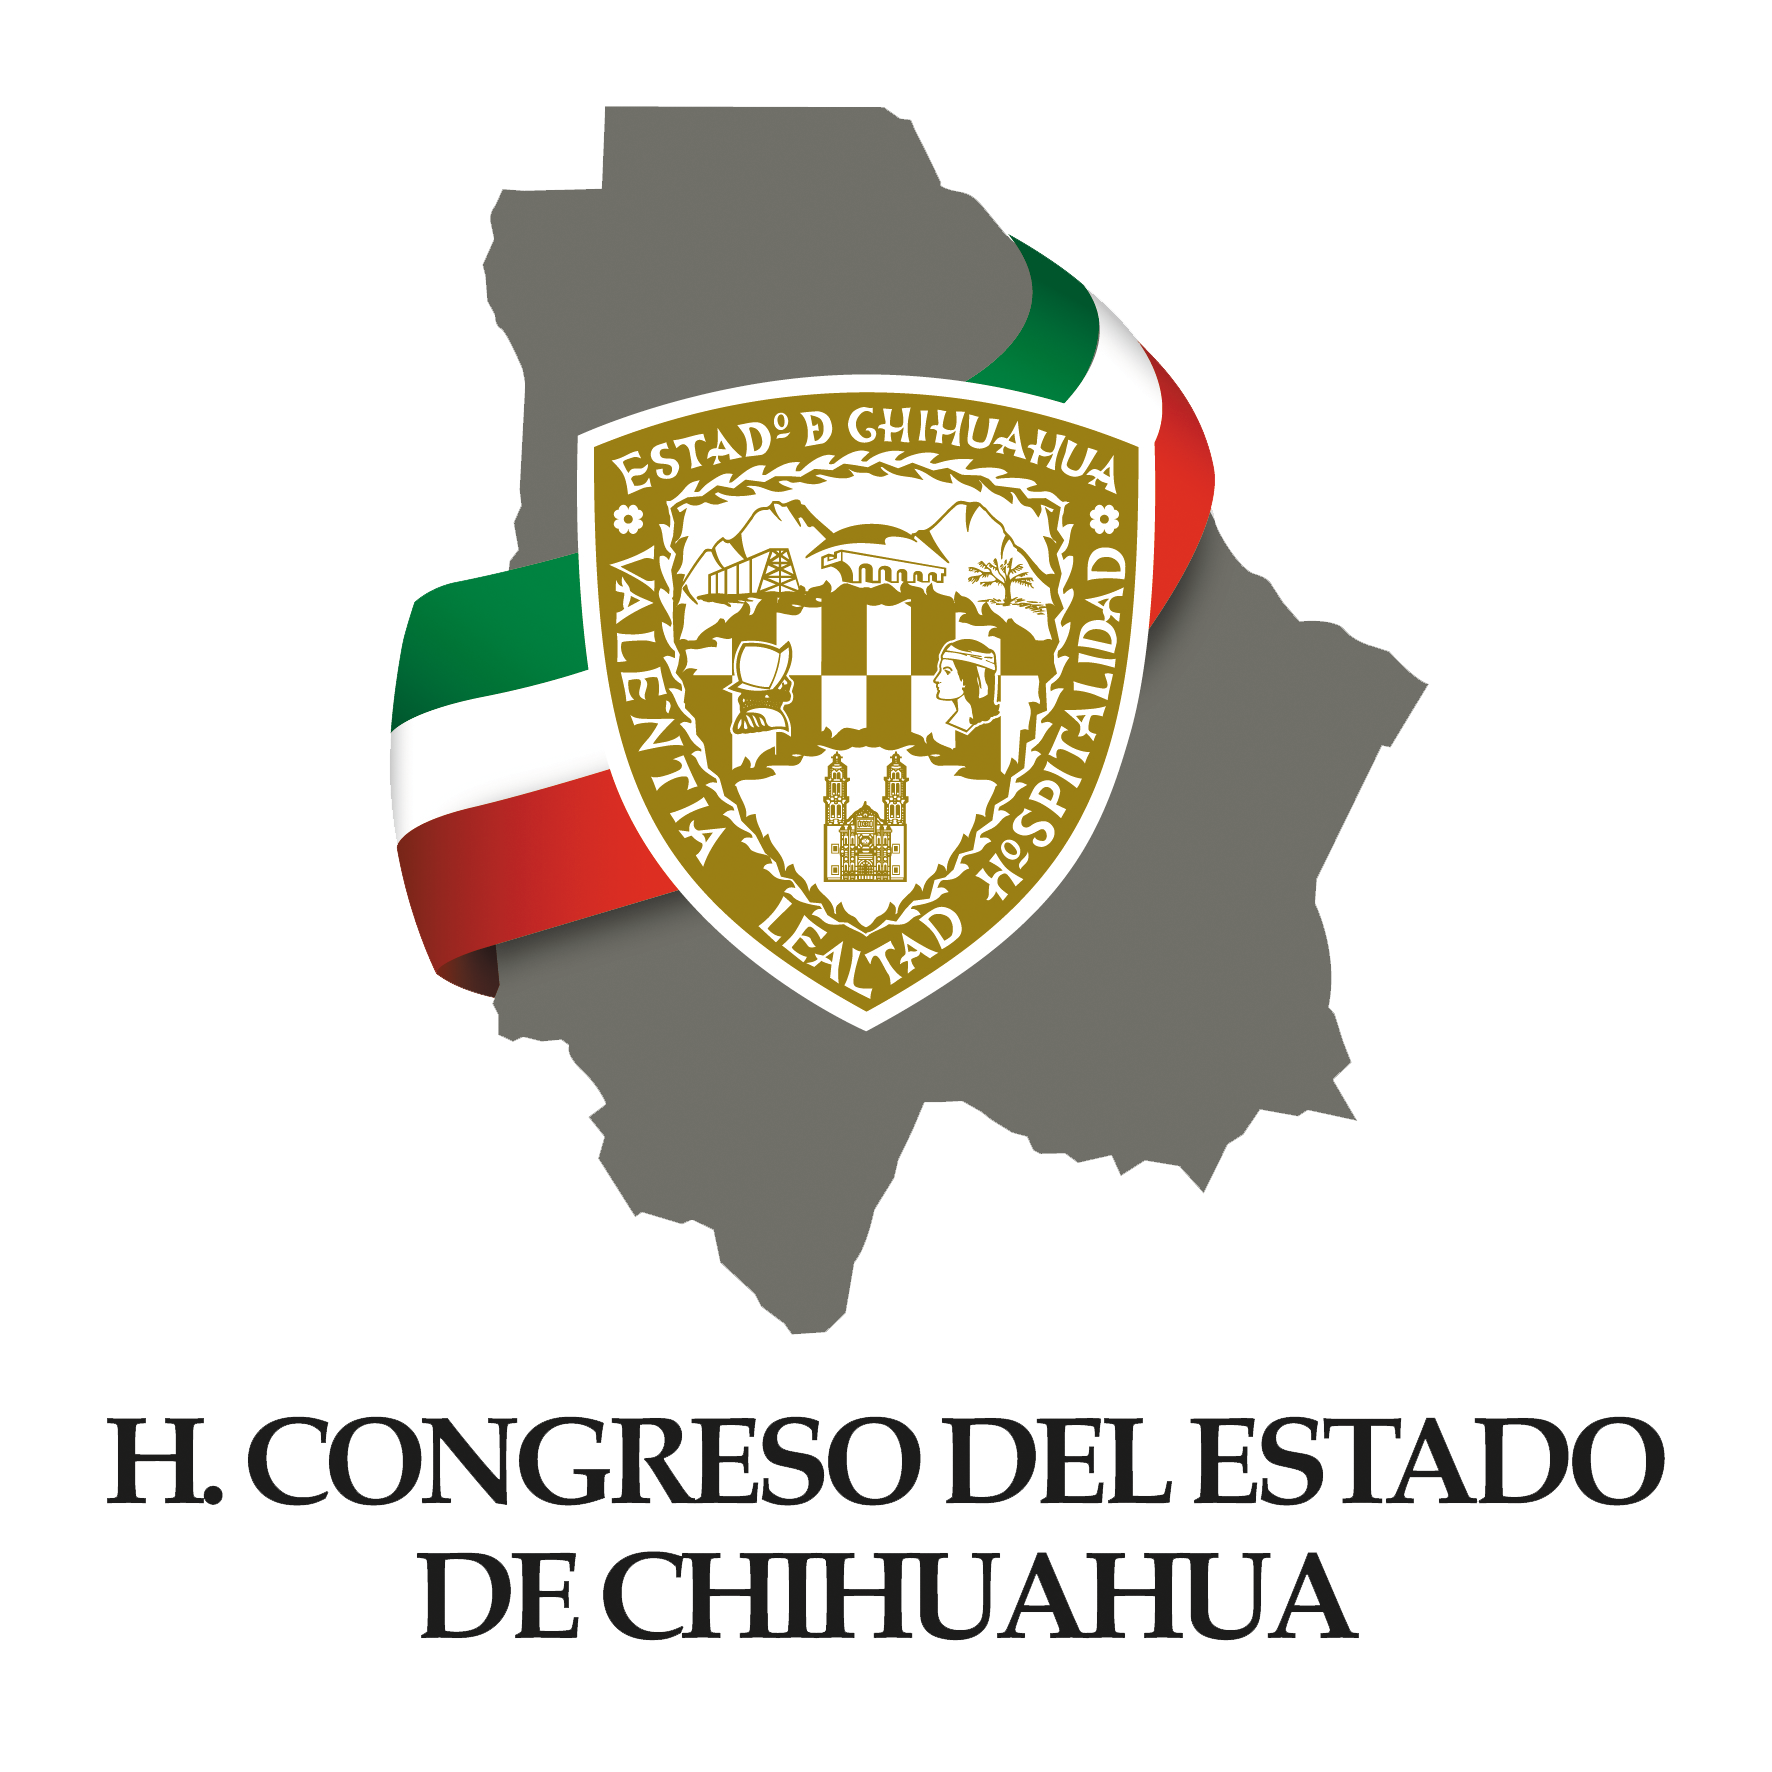 ESTADº D CHIHUAHUA
VALENTIA
LEALTAD
HºSPITALIDAD
H. CONGRESO DEL ESTADO
DE CHIHUAHUA